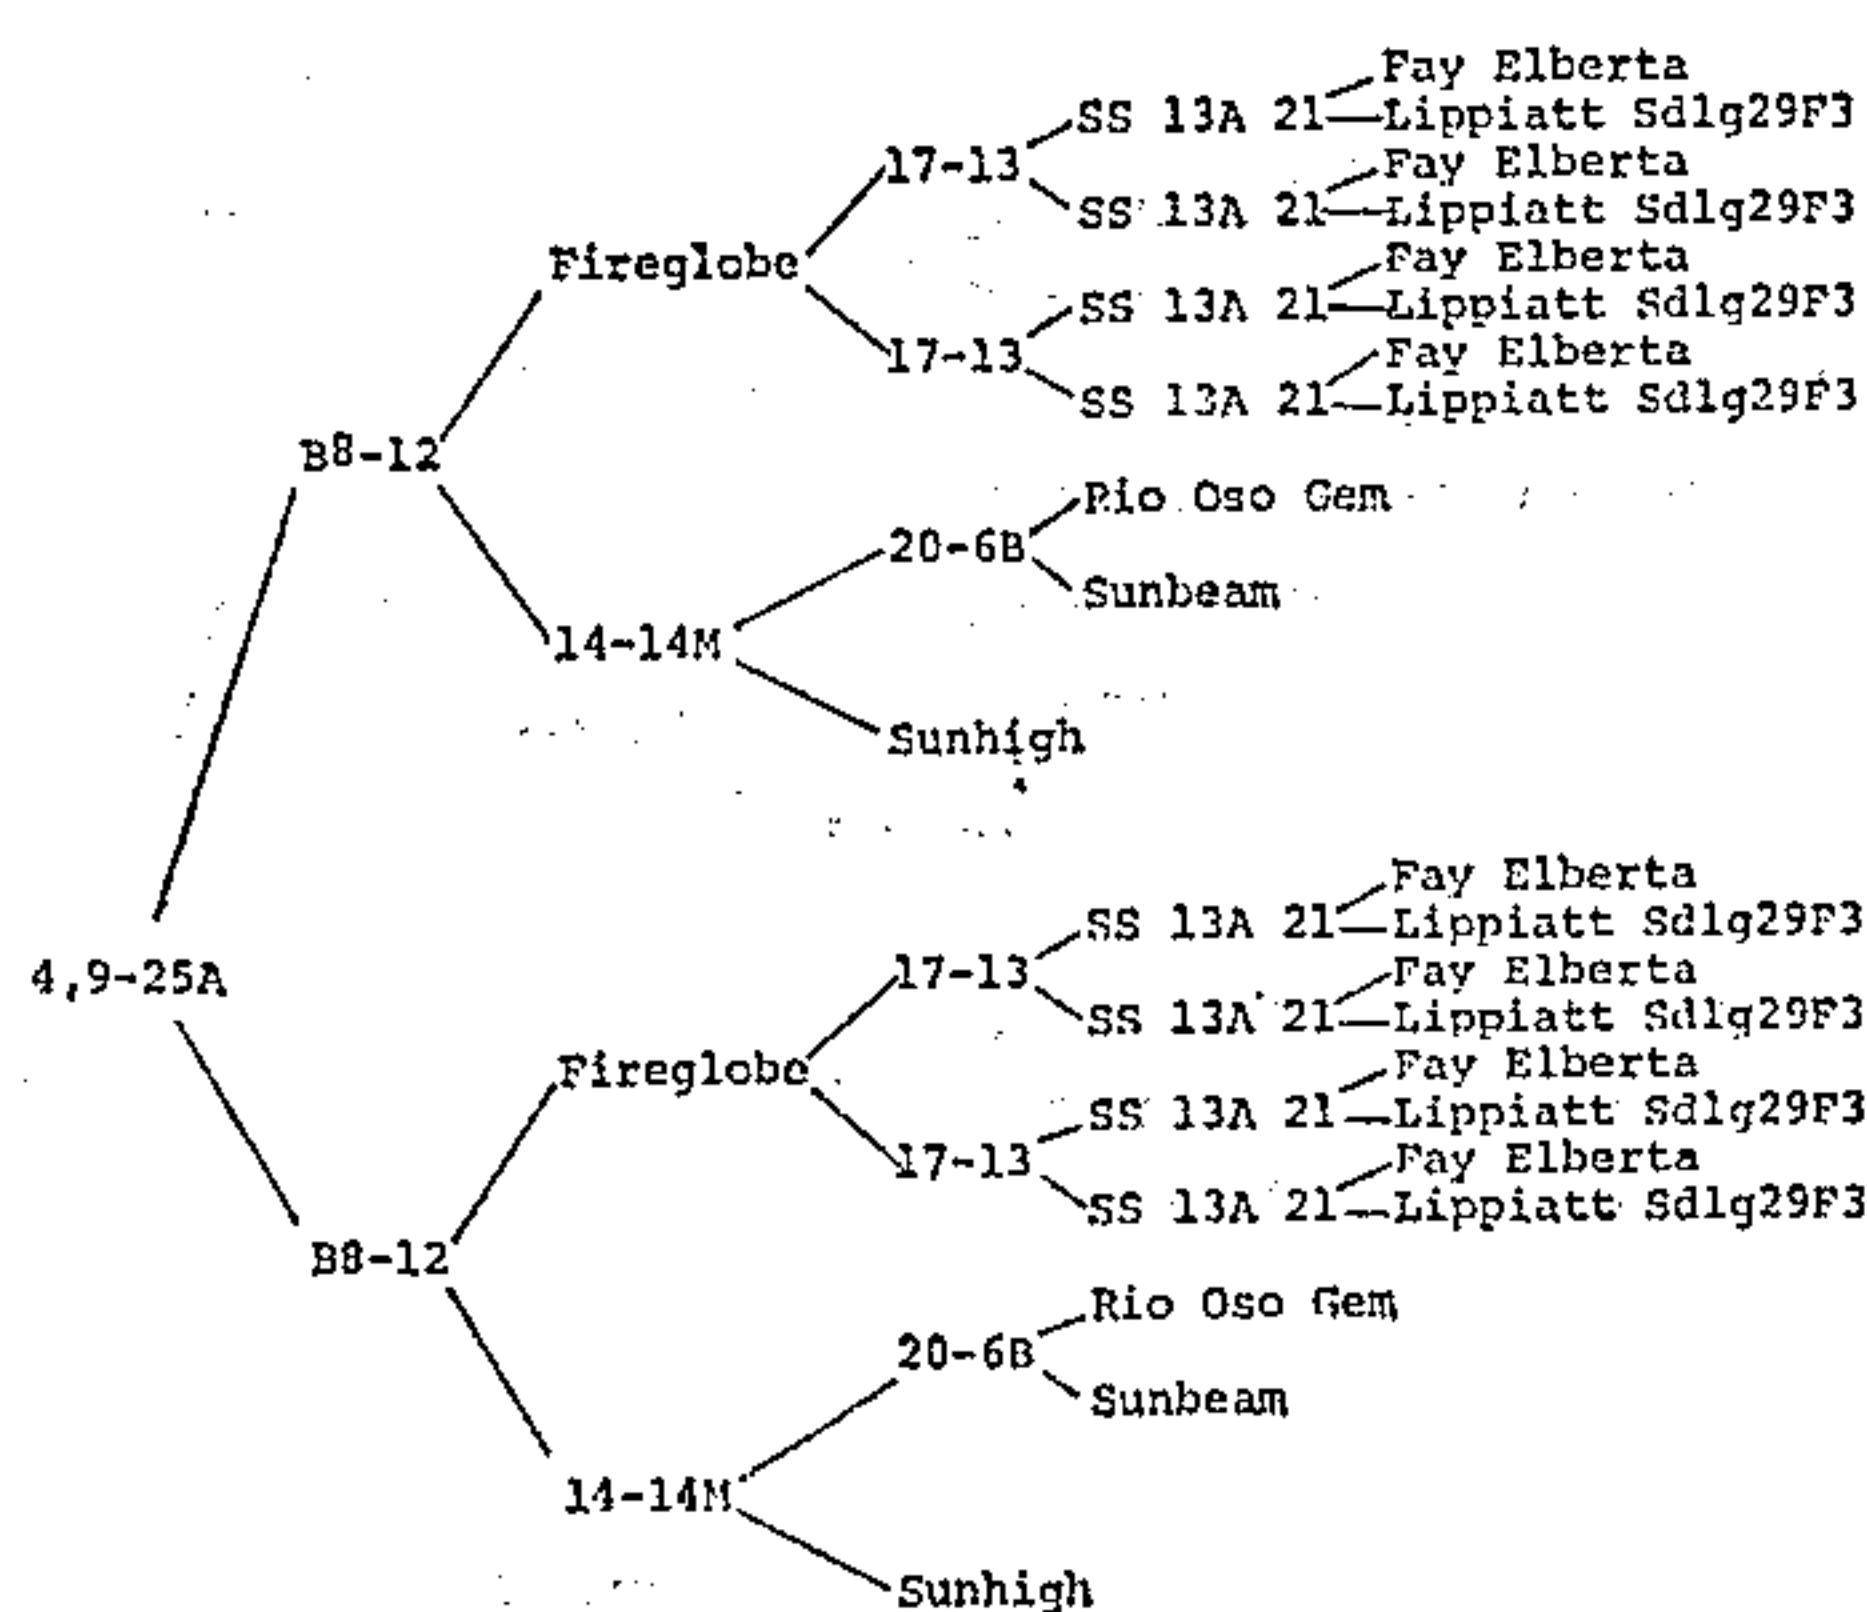 Fay Elberta
SS 13A 21 Lippiatt Sdlg29F3
17-13 Fay Elberta
SS 13A 21 Lippiatt Sdlg29F3
Fireglobe Fay Elberta
SS 13A 21 Lippiatt Sdlg29F3
17-13 Fay Elberta
SS 13A 21 Lippiatt Sdlg29F3
B8-12
Rio Oso Gem
20-6B
Sunbeam
14-14M
Sunhigh
Fay Elberta
SS 13A 21 Lippiatt Sdlg29F3
4,9-25A 17-13 Fay Elberta
SS 13A 21 Lippiatt Sdlg29F3
Fireglobe Fay Elberta
SS 13A 21 Lippiatt Sdlg29F3
17-13 Fay Elberta
SS 13A 21 Lippiatt Sdlg29F3
B8-12
Rio Oso Gem
20-6B
Sunbeam
14-14M
Sunhigh